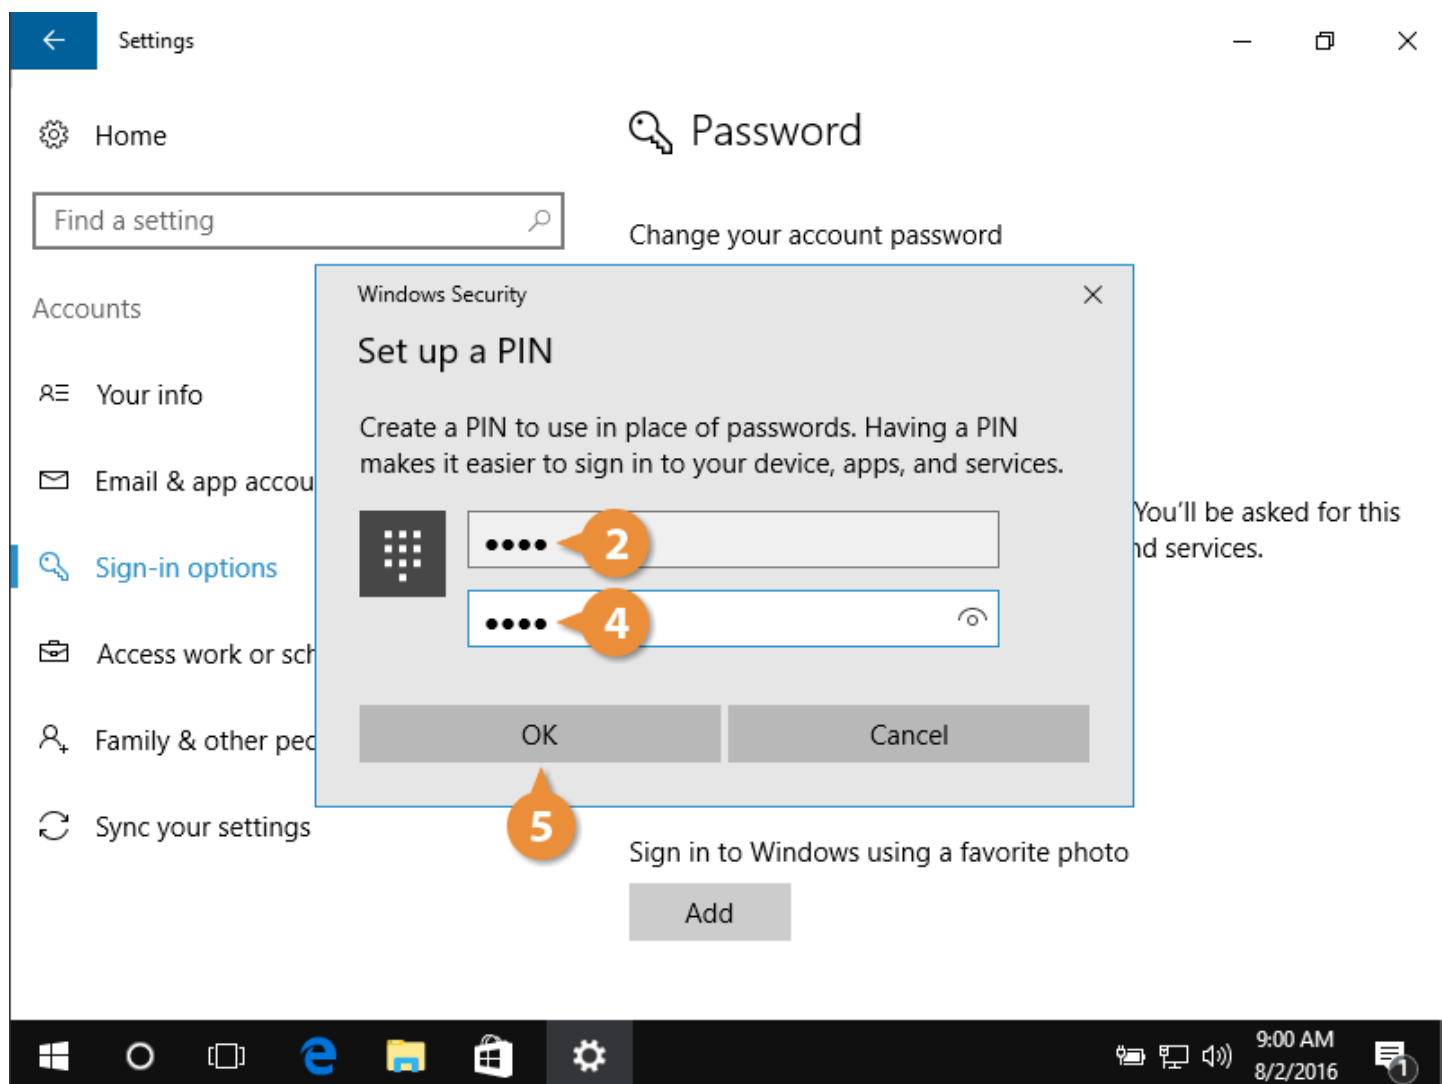 Settings
Home
Find a setting
Accounts
Your info
Email & app accou
Sign-in options
Access work or sch
Family & other peo
Sync your settings
Password
Change your account password
Windows Security
Set up a PIN
Create a PIN to use in place of passwords. Having a PIN
makes it easier to sign in to your device, apps, and services.
●●●●
2
●●●●
4
OK
Cancel
5
You'll be asked for this
nd services.
Sign in to Windows using a favorite photo
Add
9:00 AM
8/2/2016
1